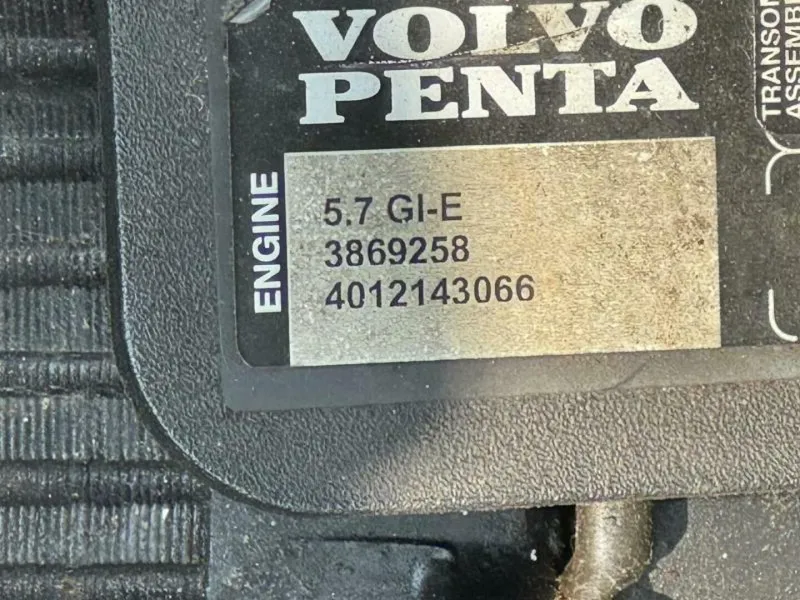 VOLVO
PENTA
ENGINE
5.7 GI-E
3869258
4012143066